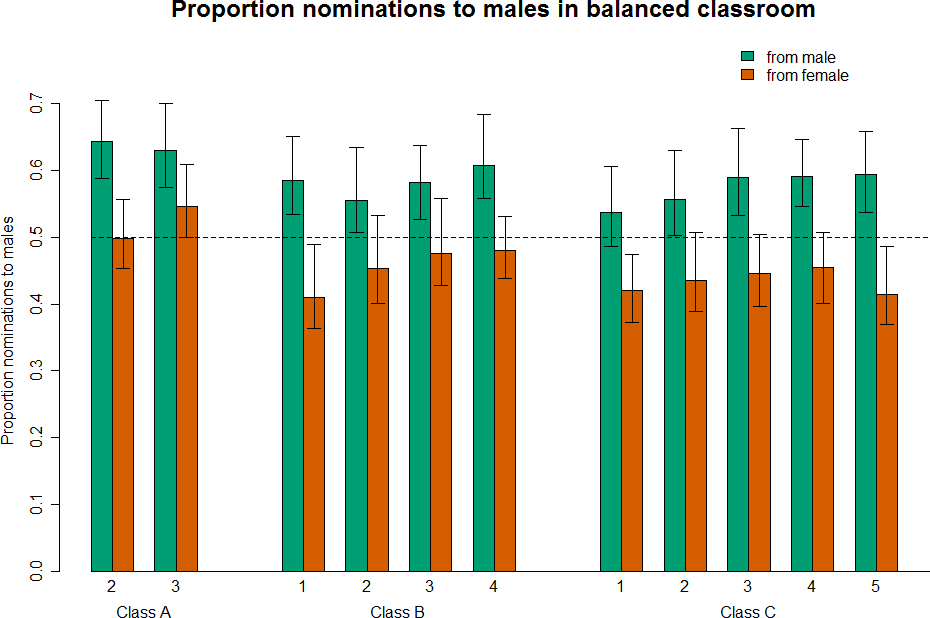 Proportion nominations to males in balanced classroom
from male
from female
Proportion nominations to males
0.7
0.6
0.5
0.4
0.3
0.2
0.1
0.0
2 3 1 2 3 4 1 2 3 4 5
Class A Class B Class C